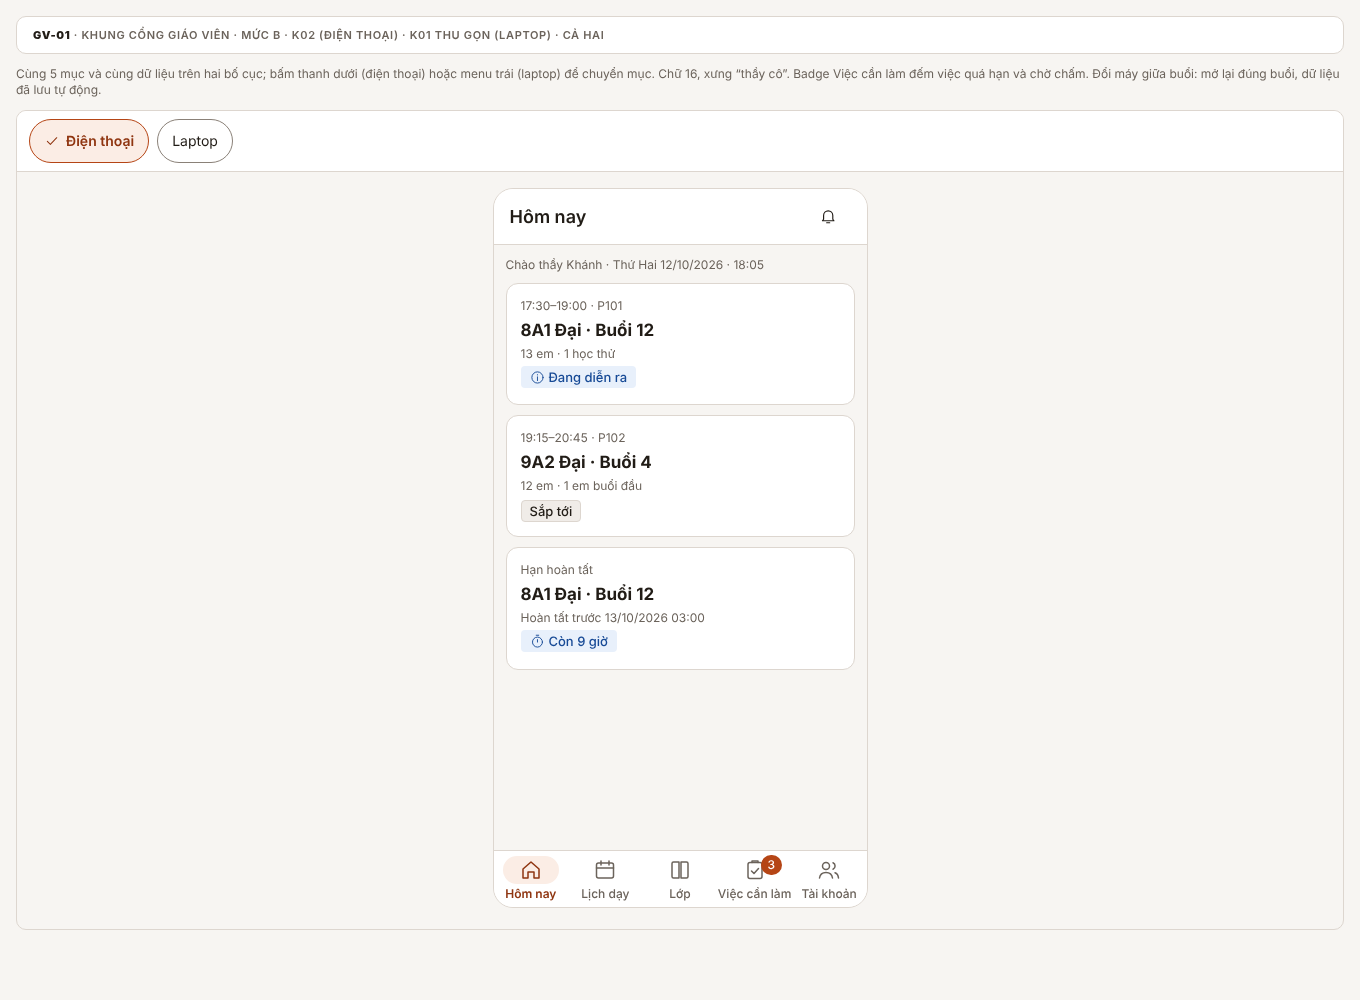 GV-01 · KHUNG CỔNG GIÁO VIÊN · MỨC B · K02 (ĐIỆN THOẠI) · K01 THU GỌN (LAPTOP) · CẢ HAI
Cùng 5 mục và cùng dữ liệu trên hai bố cục; bấm thanh dưới (điện thoại) hoặc menu trái (laptop) để chuyển mục. Chữ 16, xưng “thầy cô”. Badge Việc cần làm đếm việc quá hạn và chờ chấm. Đổi máy giữa buổi: mở lại đúng buổi, dữ liệu
đã lưu tự động.
Điện thoại
Laptop
Hôm nay
Chào thầy Khánh · Thứ Hai 12/10/2026 · 18:05
17:30–19:00 · P101
8A1 Đại · Buổi 12
13 em · 1 học thử
Đang diễn ra
19:15–20:45 · P102
9A2 Đại · Buổi 4
12 em · 1 em buổi đầu
Sắp tới
Hạn hoàn tất
8A1 Đại · Buổi 12
Hoàn tất trước 13/10/2026 03:00
Còn 9 giờ
3
Hôm nay
Lịch dạy
Lớp
Việc cần làm
Tài khoản